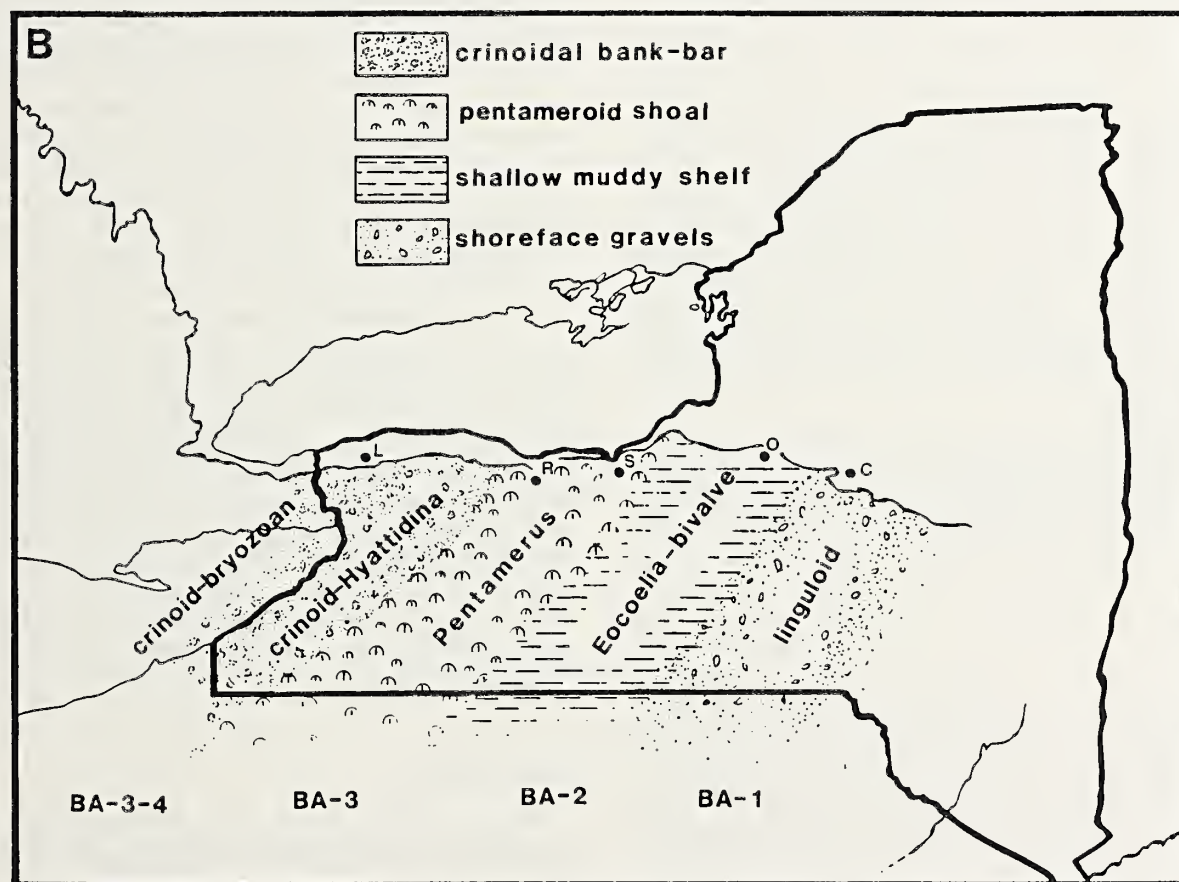 B
crinoidal bank-bar
pentameroid shoal
shallow muddy shelf
shoreface gravels
L
R
S
O
C
crinoid-bryozoan
crinoid-Hyattidina
Pentamerus
Eocoelia-bivalve
linguloid
BA-3-4
BA-3
BA-2
BA-1